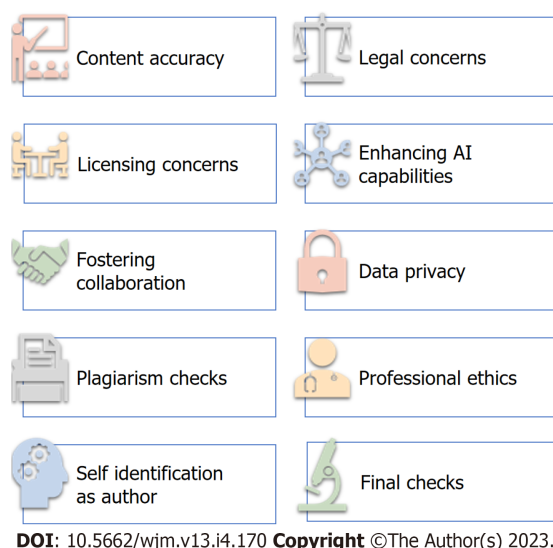 Content accuracy
Legal concerns
Licensing concerns
Enhancing AI
capabilities
Fostering
collaboration
Data privacy
Plagiarism checks
Professional ethics
Self identification
as author
Final checks
DOI: 10.5662/wjm.v13.i4.170 Copyright ©The Author(s) 2023.